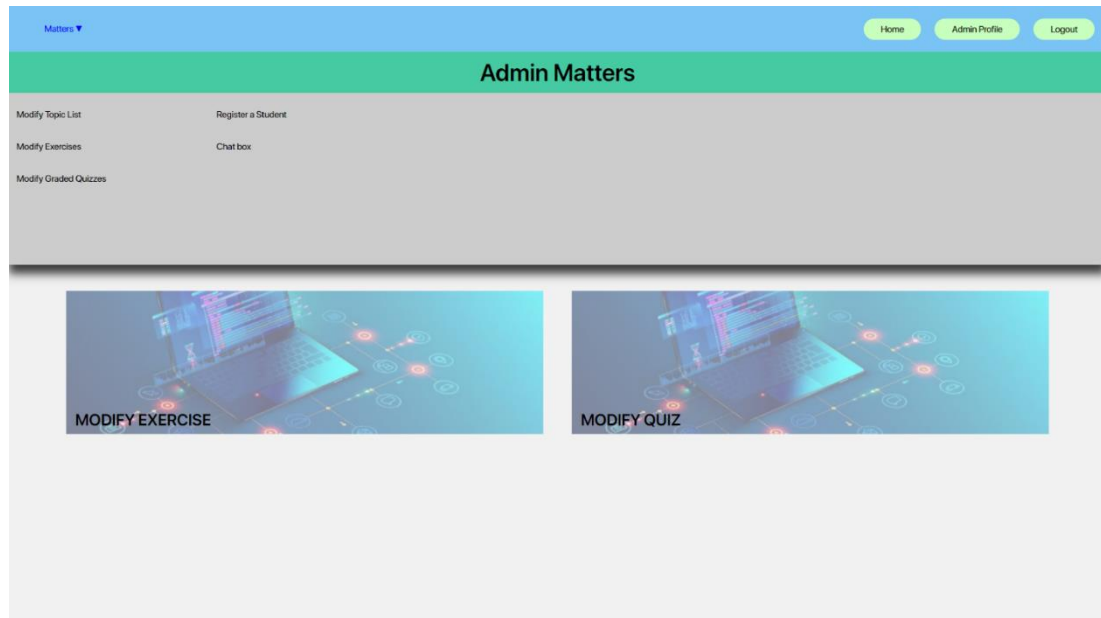 Matters ▼ Home Admin Profile Logout
Admin Matters
Modify Topic List Register a Student
Modify Exercises Chat box
Modify Graded Quizzes
MODIFY EXERCISE MODIFY QUIZ